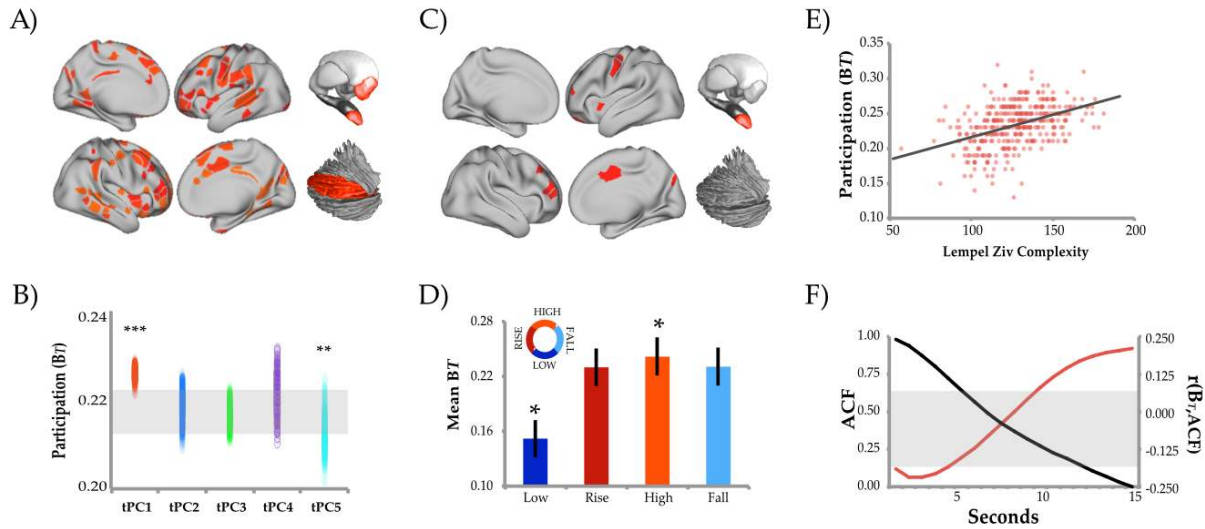 A)
C)
E)
Participation (BT)
0.35
0.30
0.25
0.20
0.15
0.10
50
100
150
200
Lempel Ziv Complexity
B)
Participation (BT)
0.24
0.22
0.20
***
**
tPC1
tPC2
tPC3
tPC4
tPC5
D)
Mean BT
0.28
0.22
0.16
0.10
HIGH
RISE
FALL
LOW
*
*
Low
Rise
High
Fall
F)
ACF
1.00
0.75
0.50
0.25
0.00
0.250
0.125
0.000
-0.125
-0.250
r(BT,ACF)
5
10
15
Seconds